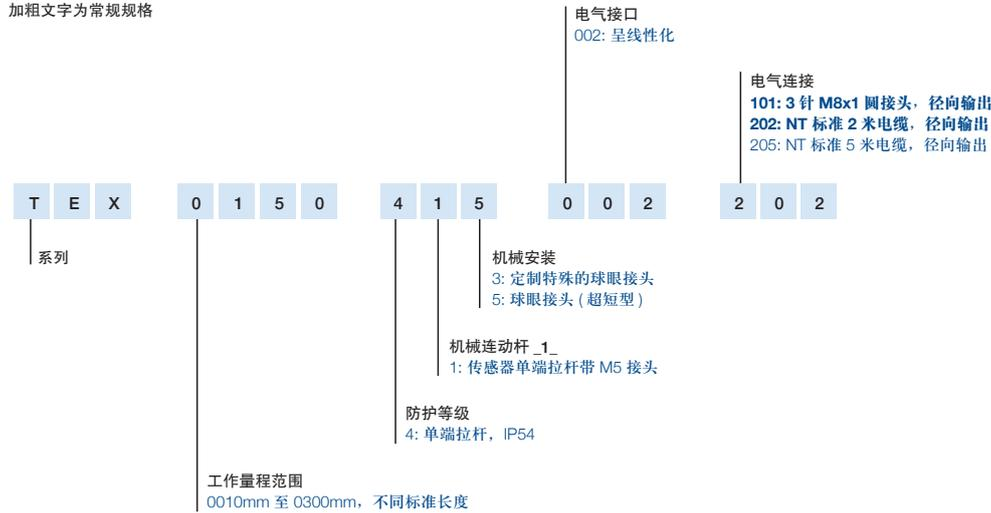 加粗文字为常规规格
电气接口
002: 呈线性化
电气连接
101: 3 针 M8x1 圆接头，径向输出
202: NT 标准 2 米电缆，径向输出
205: NT 标准 5 米电缆，径向输出
T E X 0 1 5 0 4 1 5 0 0 2 2 0 2
系列
机械安装
3: 定制特殊的球眼接头
5: 球眼接头 ( 超短型 )
机械连动杆 _1_
1: 传感器单端拉杆带 M5 接头
防护等级
4: 单端拉杆，IP54
工作量程范围
0010mm 至 0300mm，不同标准长度